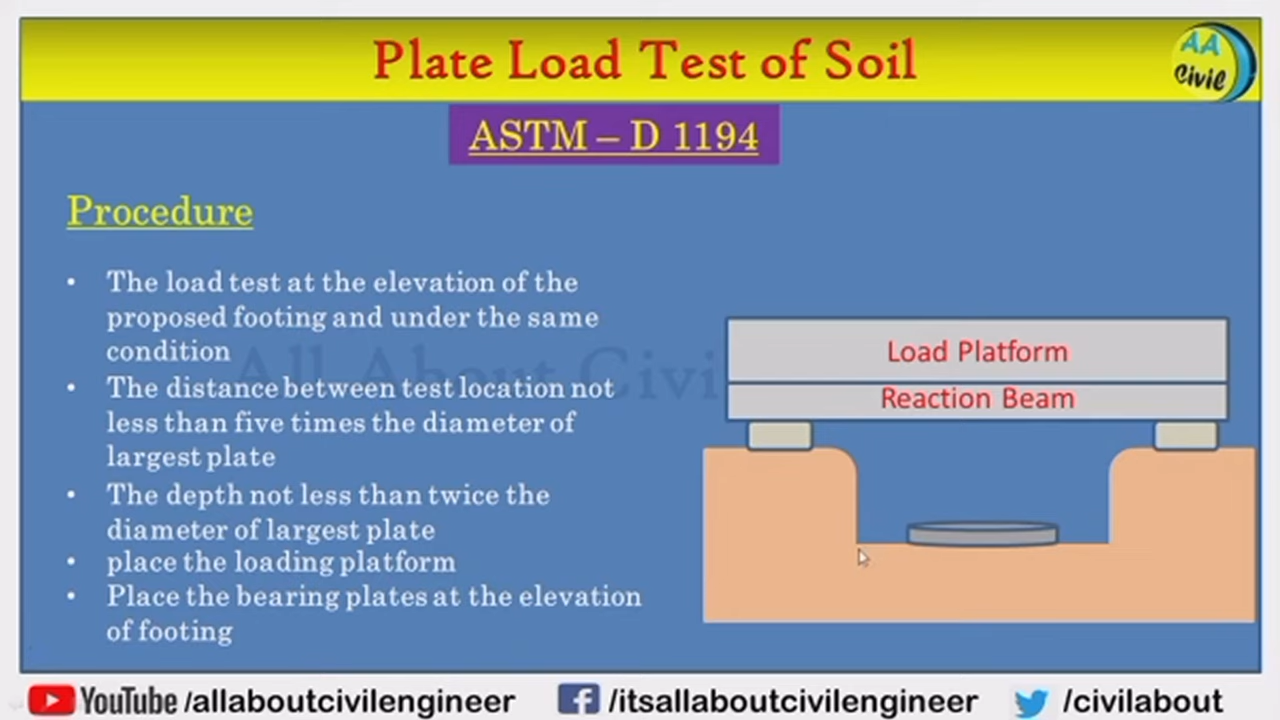 Plate Load Test of Soil
AA
Civil
ASTM – D 1194
Procedure
• The load test at the elevation of the
proposed footing and under the same
condition
• The distance between test location not
less than five times the diameter of
largest plate
• The depth not less than twice the
diameter of largest plate
• place the loading platform
• Place the bearing plates at the elevation
of footing
All About Civi
Load Platform
Reaction Beam
YouTube /allaboutcivilengineer
/itsallaboutcivilengineer
/civilabout